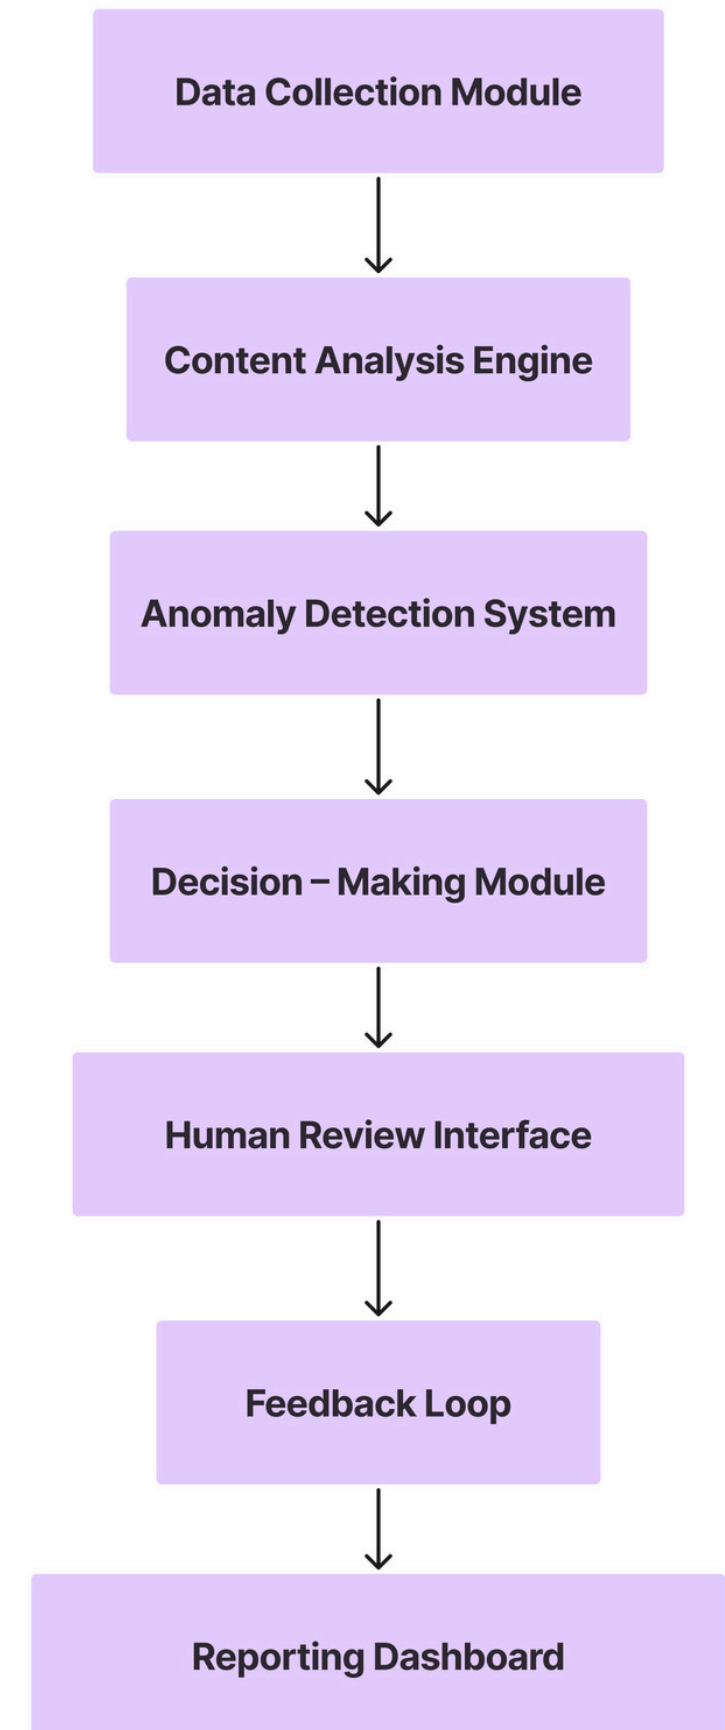 Data Collection Module
Content Analysis Engine
Anomaly Detection System
Decision – Making Module
Human Review Interface
Feedback Loop
Reporting Dashboard